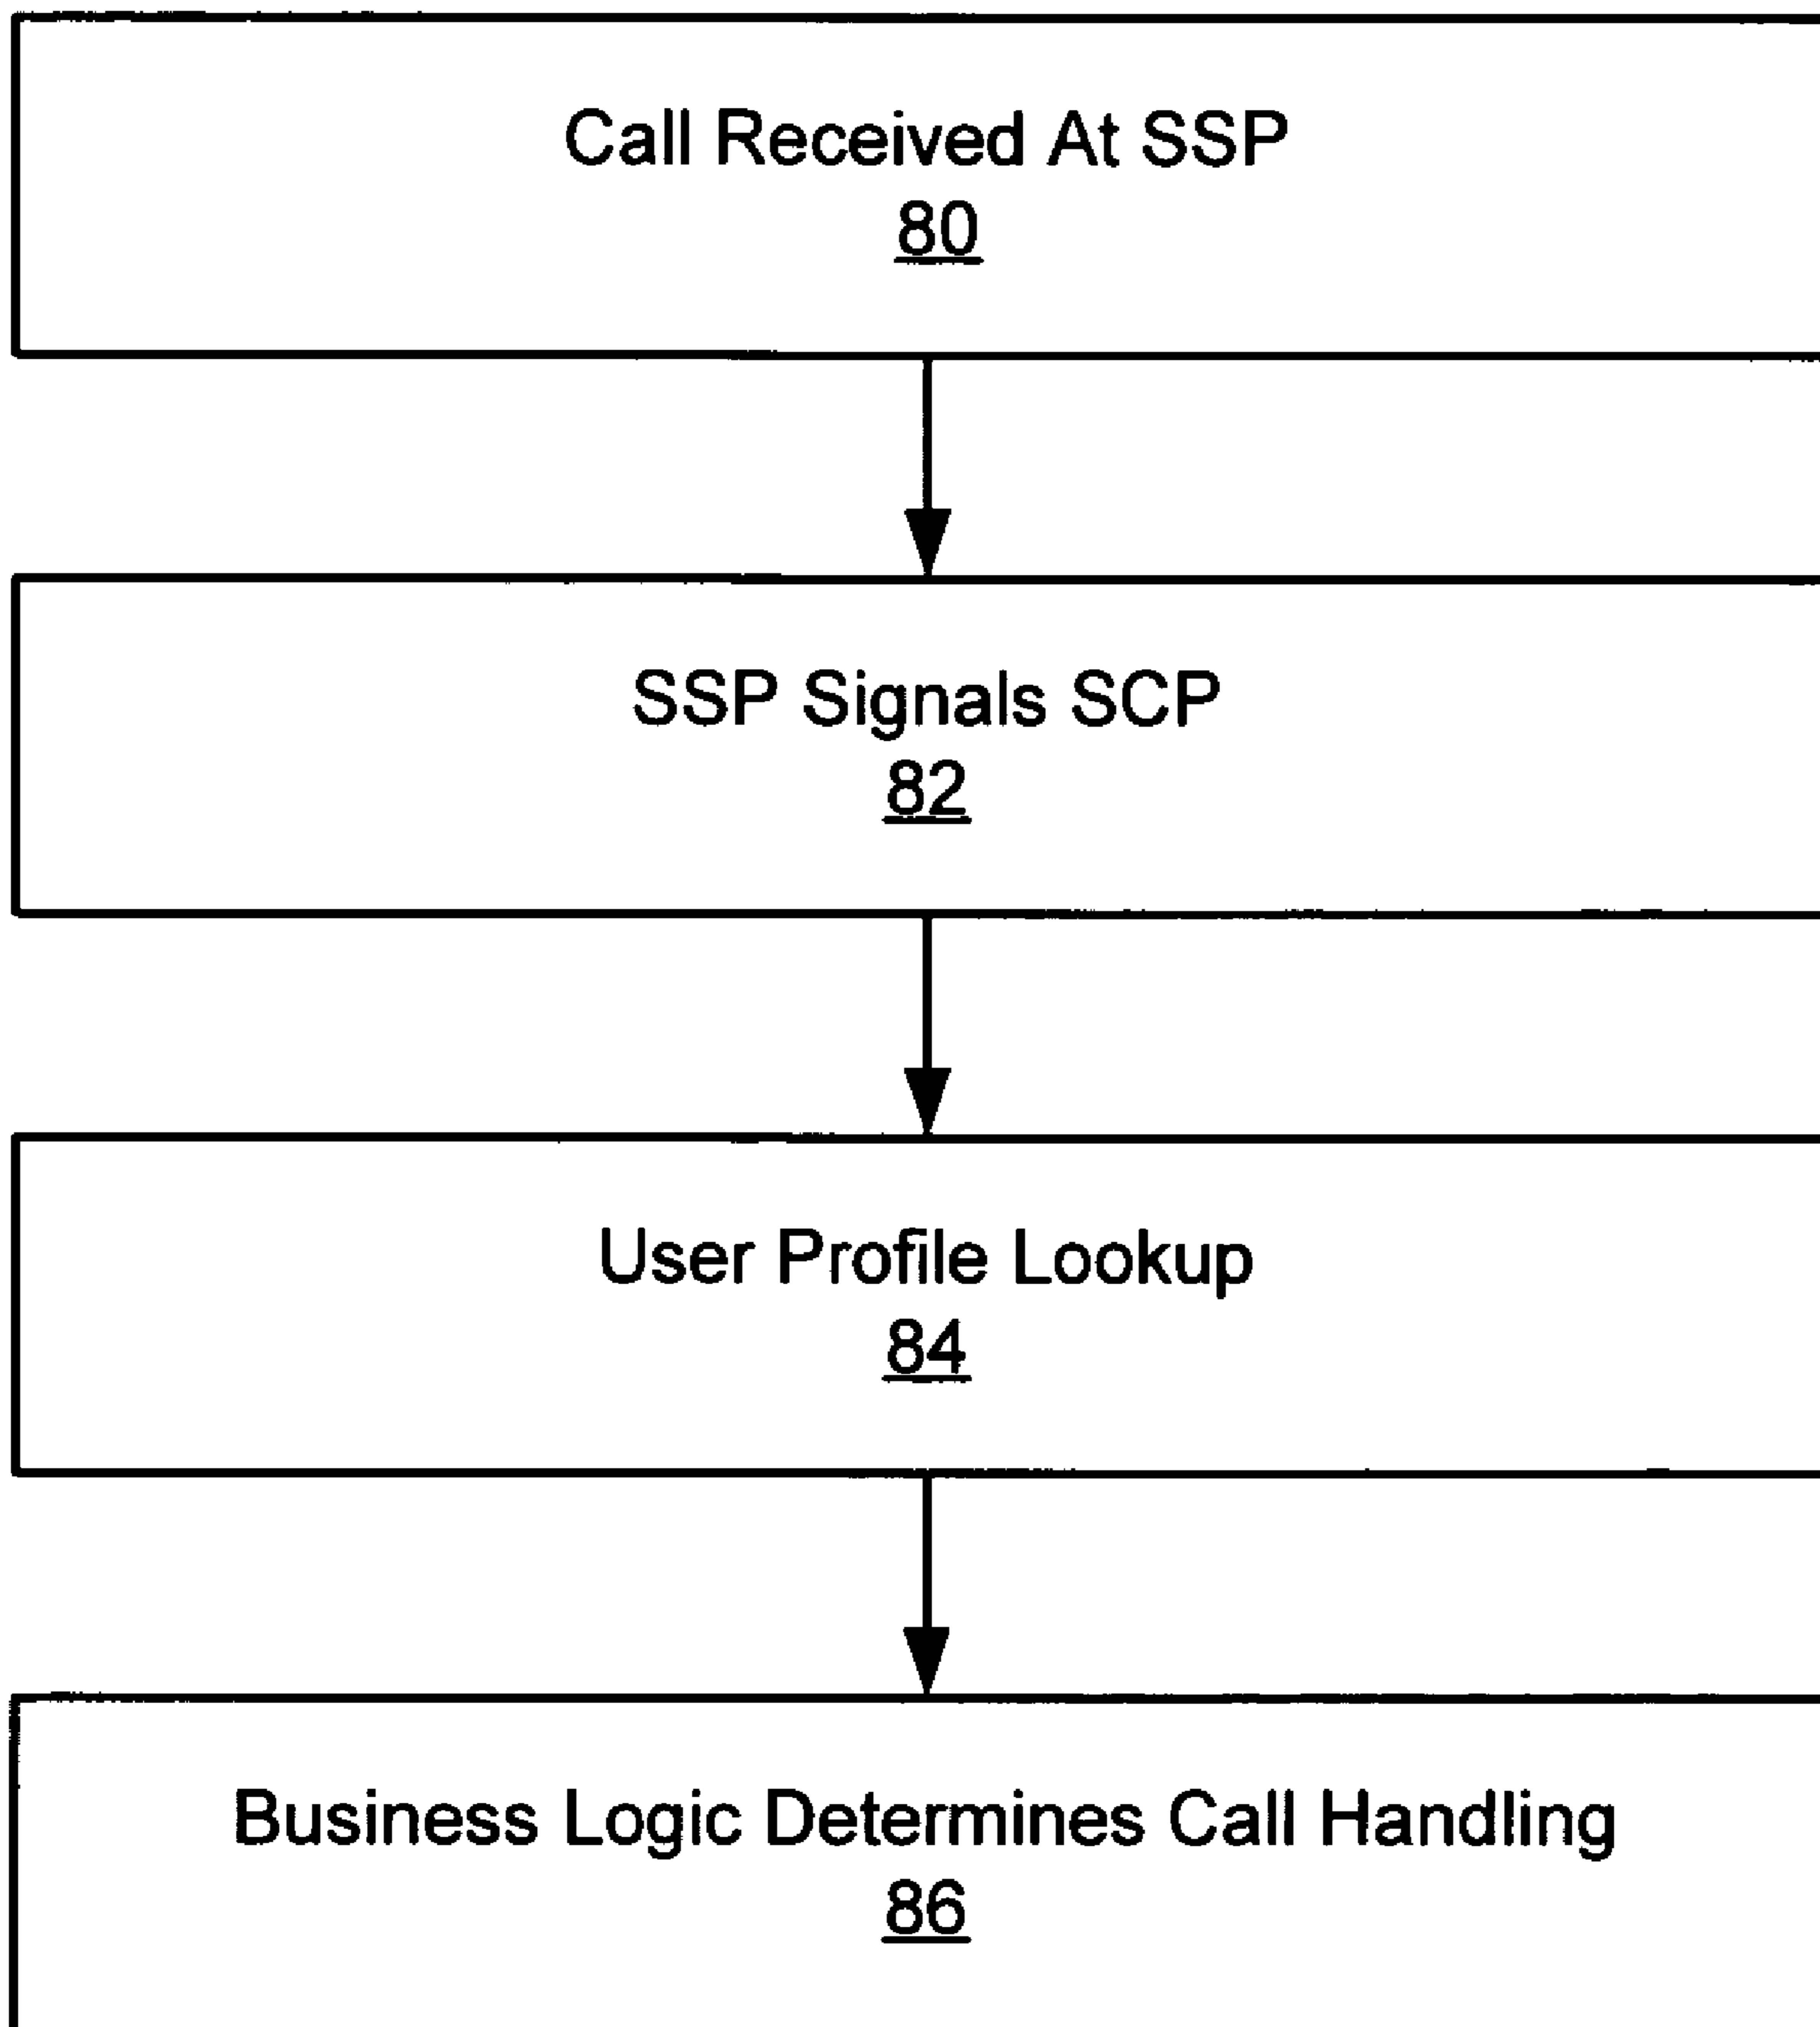 Call Received At SSP
80
SSP Signals SCP
82
User Profile Lookup
84
Business Logic Determines Call Handling
86